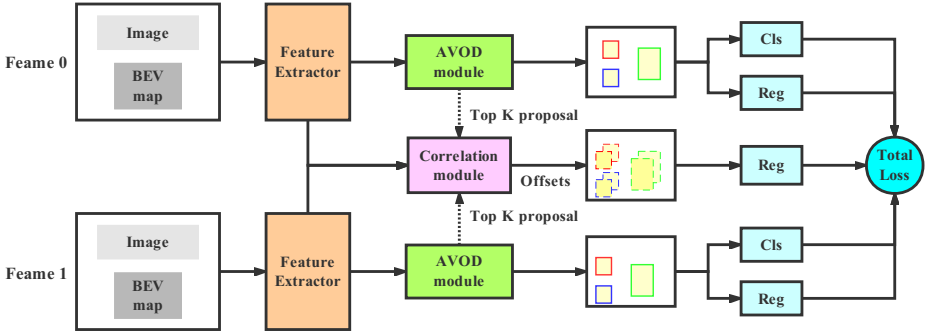 Feame 0
Image
BEV
map
Feature
Extractor
AVOD
module
Cls
Reg
Top K proposal
Correlation
module
Offsets
Reg
Total
Loss
Top K proposal
Feame 1
Image
BEV
map
Feature
Extractor
AVOD
module
Cls
Reg